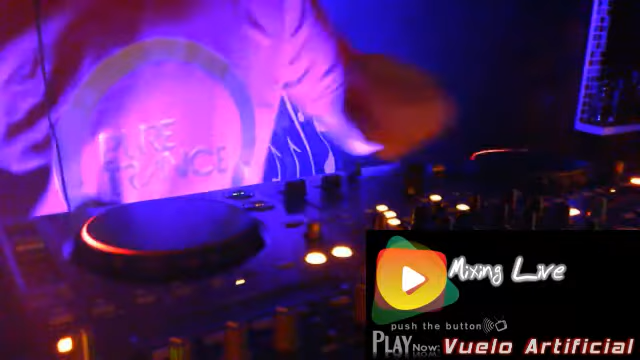 PURE
TRANCE
Mixing Live
push the button
PLAY Now: Vuelo Artificial